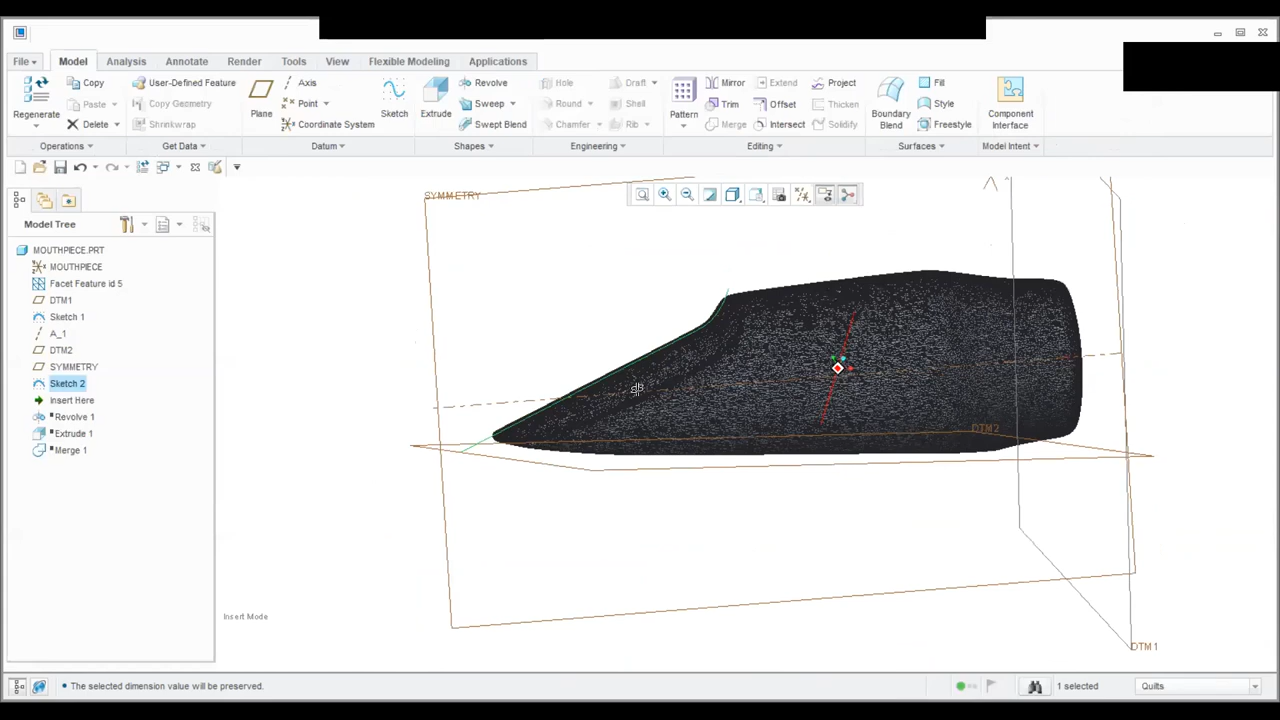 File Model Analysis Annotate Render Tools View Flexible Modeling Applications
Regenerate Copy User-Defined Feature Plane Axis Sketch Extrude Revolve Hole Draft Pattern Mirror Extend Project Boundary Blend Fill Component Interface
Paste Copy Geometry Point Sweep Round Shell Trim Offset Thicken Style
Delete Shrinkwrap Coordinate System Swept Blend Chamfer Rib Merge Intersect Solidify Freestyle
Operations Get Data Datum Shapes Engineering Editing Surfaces Model Intent
Model Tree
MOUTHPIECE.PRT
MOUTHPIECE
Facet Feature id 5
DTM1
Sketch 1
A_1
DTM2
SYMMETRY
Sketch 2
Insert Here
Revolve 1
Extrude 1
Merge 1
SYMMETRY
DTM2
DTM1
Insert Mode
The selected dimension value will be preserved.
1 selected
Quilts